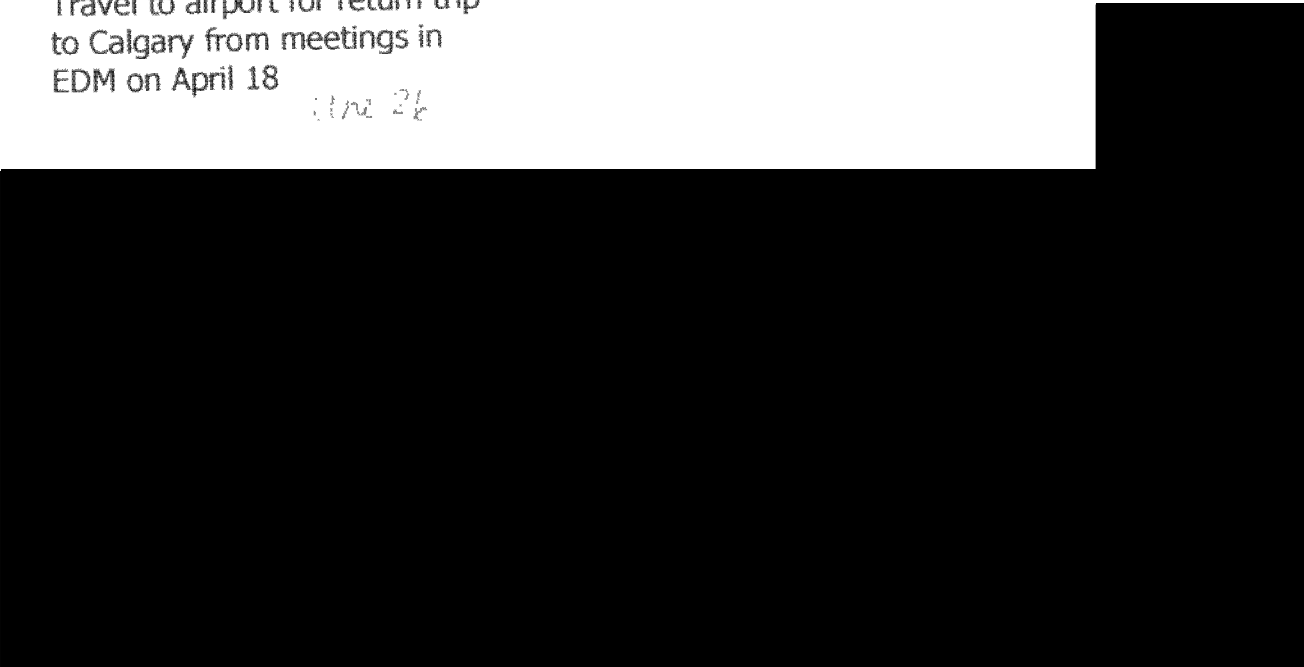 Travel to airport for return trip
to Calgary from meetings in
EDM on April 18